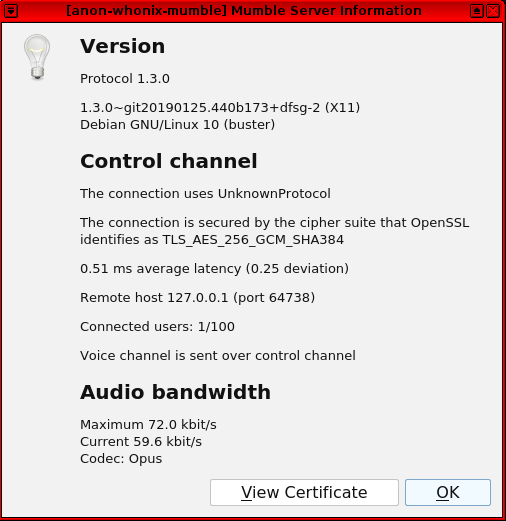 [anon-whonix-mumble] Mumble Server Information
Version
Protocol 1.3.0
1.3.0~git20190125.440b173+dfsg-2 (X11)
Debian GNU/Linux 10 (buster)
Control channel
The connection uses UnknownProtocol
The connection is secured by the cipher suite that OpenSSL
identifies as TLS_AES_256_GCM_SHA384
0.51 ms average latency (0.25 deviation)
Remote host 127.0.0.1 (port 64738)
Connected users: 1/100
Voice channel is sent over control channel
Audio bandwidth
Maximum 72.0 kbit/s
Current 59.6 kbit/s
Codec: Opus
View Certificate
OK